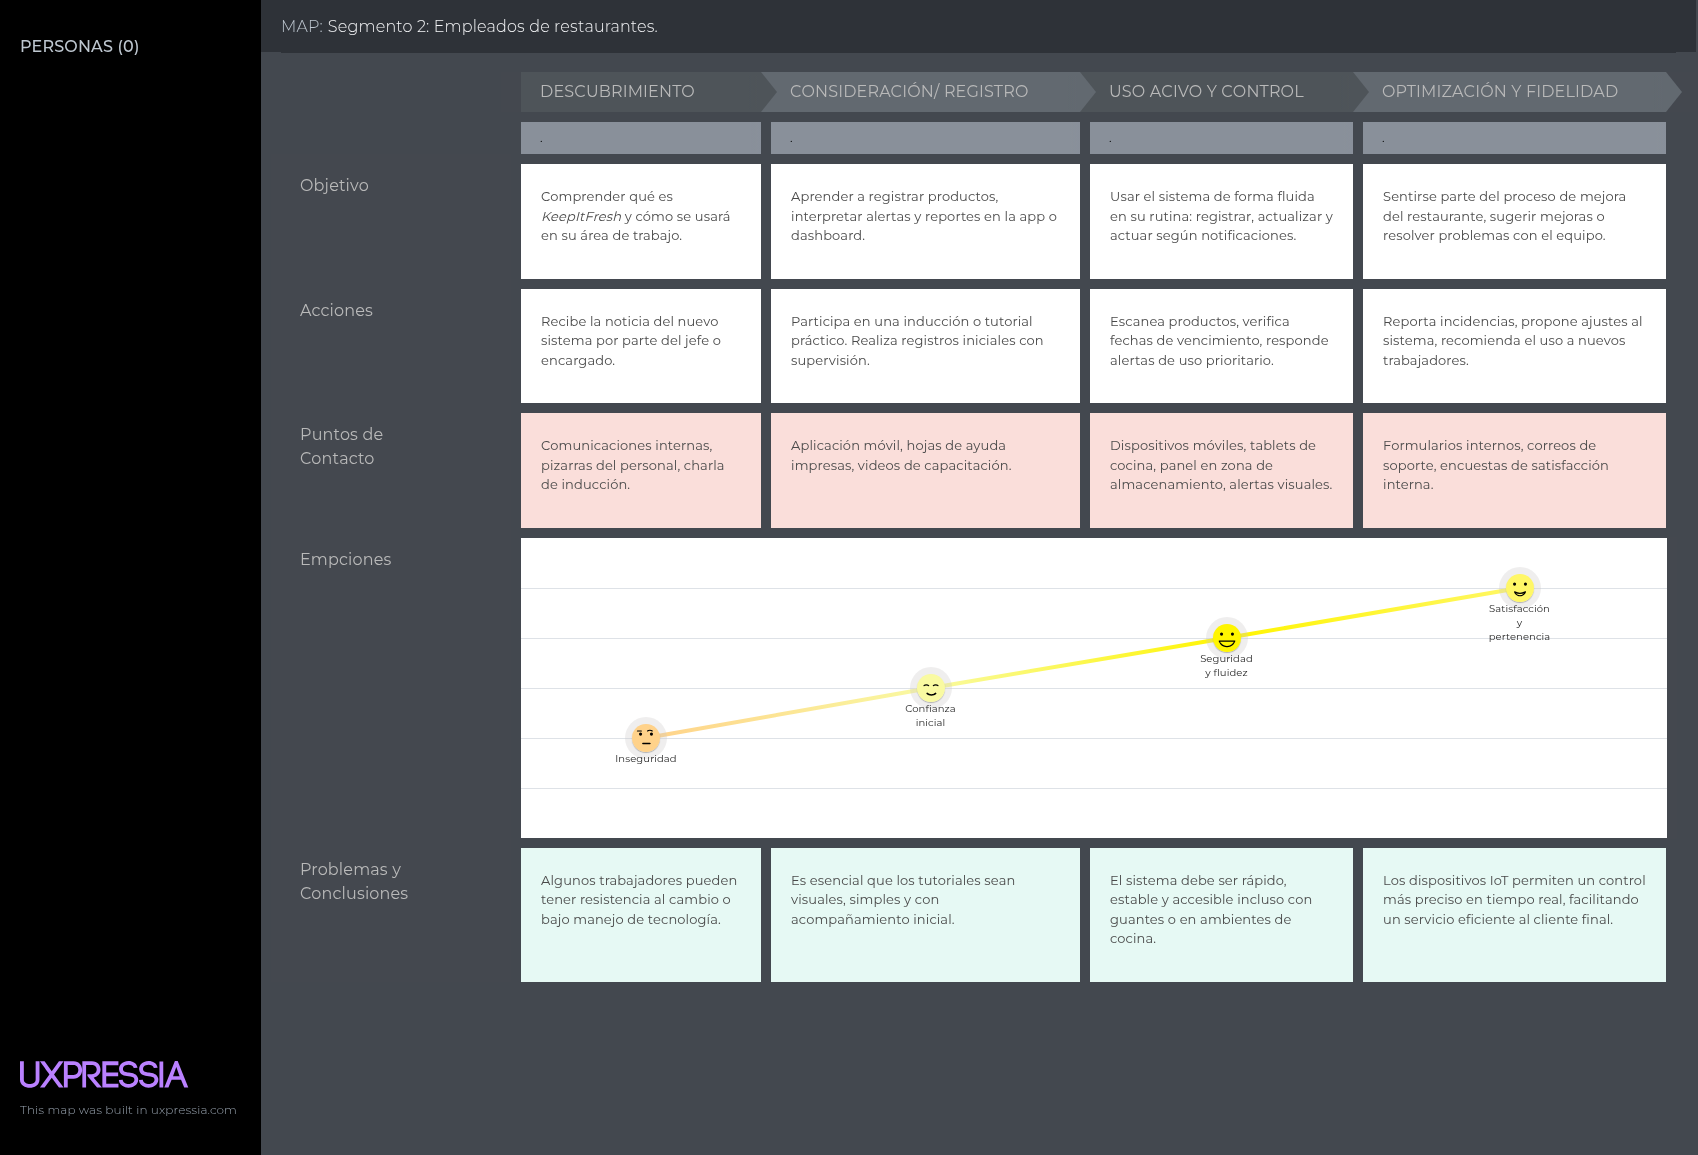 PERSONAS (0)
MAP: Segmento 2: Empleados de restaurantes.
DESCUBRIMIENTO
CONSIDERACIÓN/ REGISTRO
USO ACIVO Y CONTROL
OPTIMIZACIÓN Y FIDELIDAD
.
.
.
.
Objetivo
Comprender qué es
KeepItFresh y cómo se usará
en su área de trabajo.
Aprender a registrar productos,
interpretar alertas y reportes en la app o
dashboard.
Usar el sistema de forma fluida
en su rutina: registrar, actualizar y
actuar según notificaciones.
Sentirse parte del proceso de mejora
del restaurante, sugerir mejoras o
resolver problemas con el equipo.
Acciones
Recibe la noticia del nuevo
sistema por parte del jefe o
encargado.
Participa en una inducción o tutorial
práctico. Realiza registros iniciales con
supervisión.
Escanea productos, verifica
fechas de vencimiento, responde
alertas de uso prioritario.
Reporta incidencias, propone ajustes al
sistema, recomienda el uso a nuevos
trabajadores.
Puntos de
Contacto
Comunicaciones internas,
pizarras del personal, charla
de inducción.
Aplicación móvil, hojas de ayuda
impresas, videos de capacitación.
Dispositivos móviles, tablets de
cocina, panel en zona de
almacenamiento, alertas visuales.
Formularios internos, correos de
soporte, encuestas de satisfacción
interna.
Empciones
Inseguridad
Confianza
inicial
Seguridad
y fluidez
Satisfacción
y
pertenencia
Problemas y
Conclusiones
Algunos trabajadores pueden
tener resistencia al cambio o
bajo manejo de tecnología.
Es esencial que los tutoriales sean
visuales, simples y con
acompañamiento inicial.
El sistema debe ser rápido,
estable y accesible incluso con
guantes o en ambientes de
cocina.
Los dispositivos IoT permiten un control
más preciso en tiempo real, facilitando
un servicio eficiente al cliente final.
UXPRESSIA
This map was built in uxpressia.com